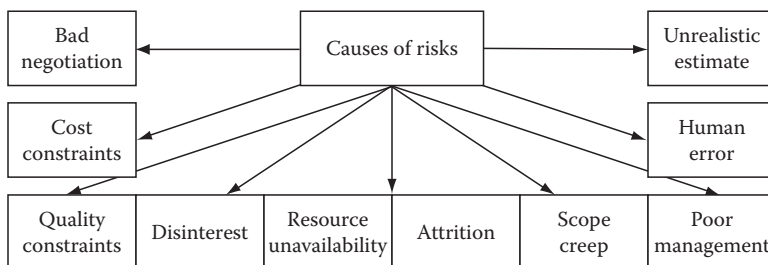 Bad
negotiation
Causes of risks
Unrealistic
estimate
Cost
constraints
Human
error
Quality
constraints
Disinterest
Resource
unavailability
Attrition
Scope
creep
Poor
management